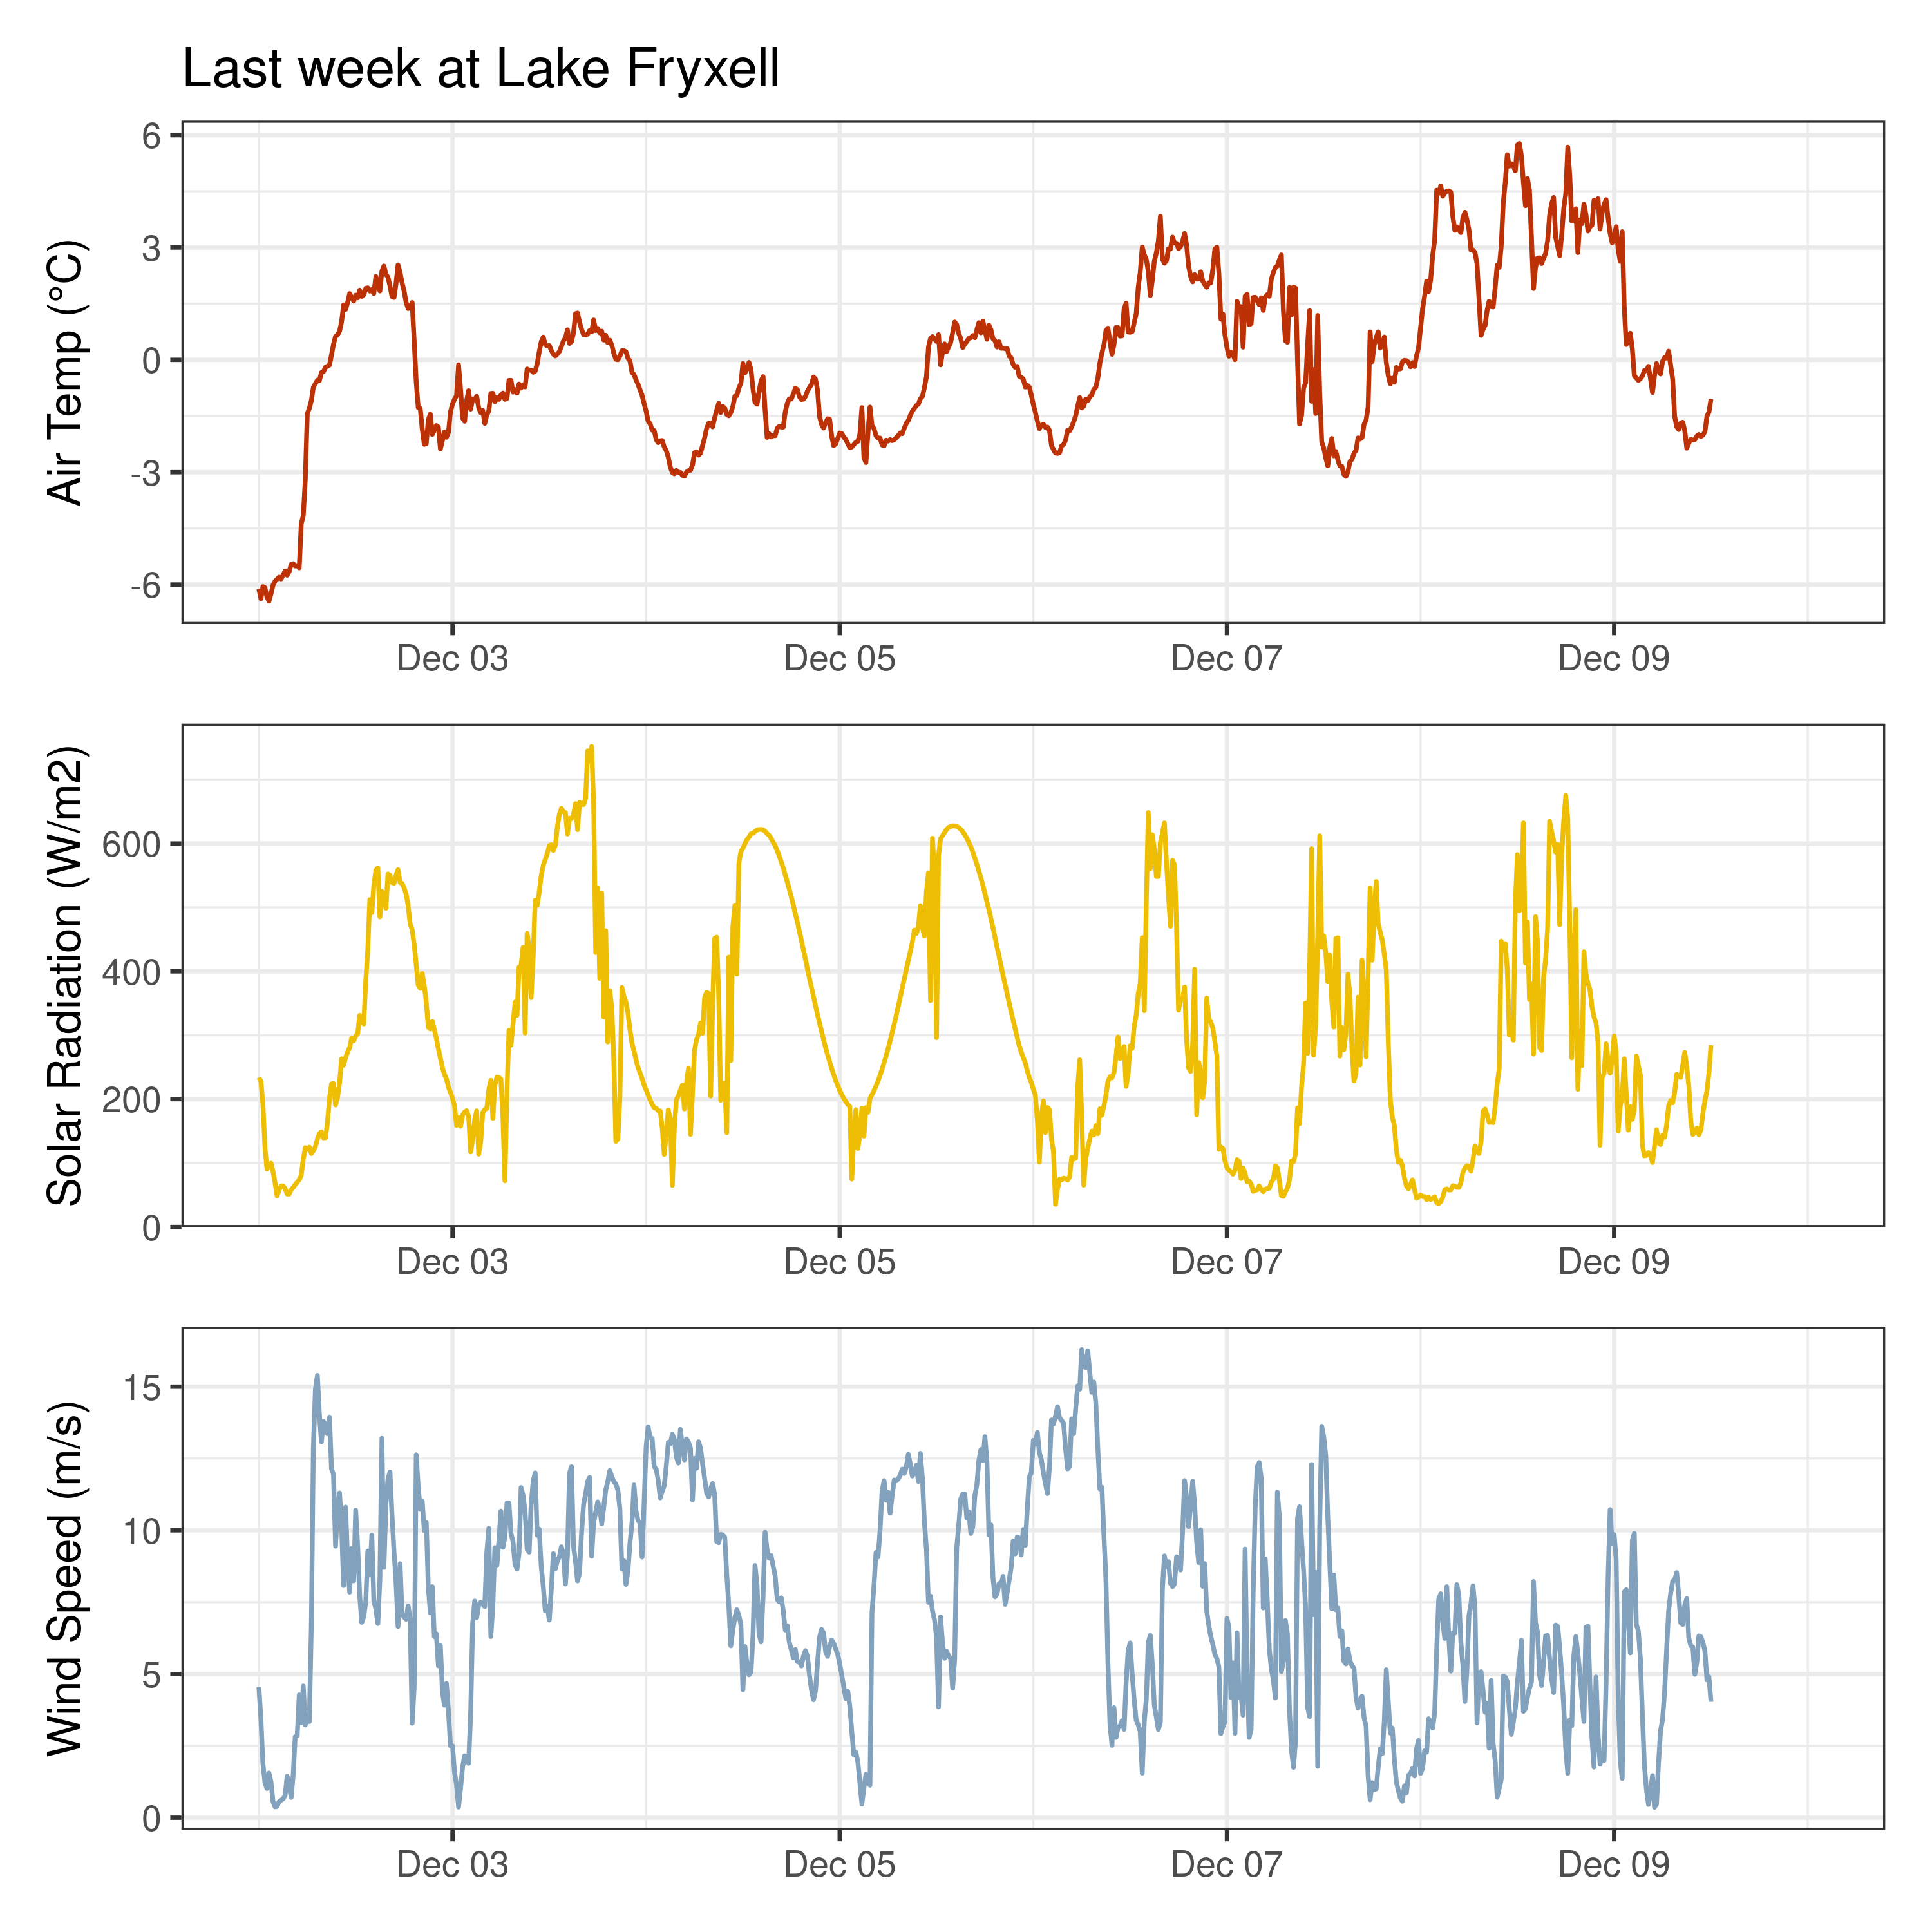 Last week at Lake Fryxell
Air Temp (°C)
6
3
0
-3
-6
Dec 03
Dec 05
Dec 07
Dec 09
Solar Radiation (W/m2)
600
400
200
0
Dec 03
Dec 05
Dec 07
Dec 09
Wind Speed (m/s)
15
10
5
0
Dec 03
Dec 05
Dec 07
Dec 09